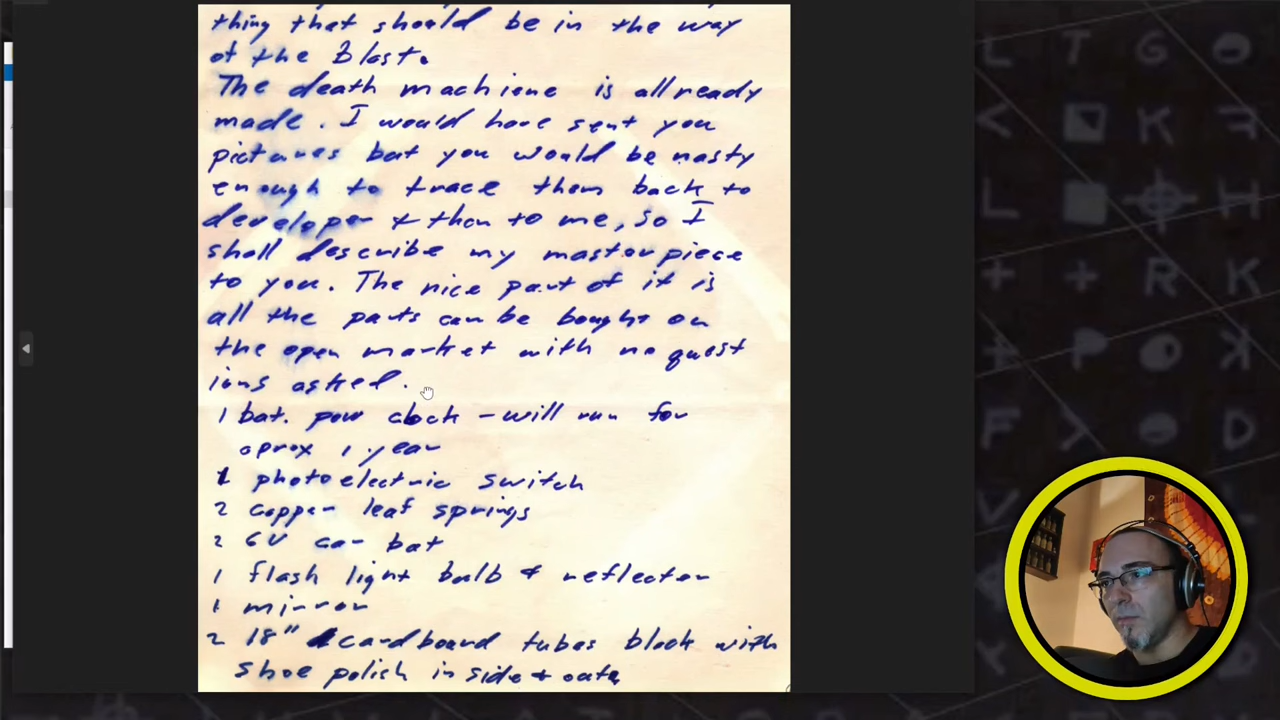 thing that should be in the way
of the Blast.
The death machiene is allready
made. I would have sent you
pictures but you would be nasty
enough to trace them back to
developer & then to me, so I
shall describe my masterpiece
to you. The nice part of it is
all the parts can be bought on
the open market with no quest
ions asked.
1 bat. pow clock - will run for
aprox 1 year
1 photoelectric switch
2 copper leaf springs
2 6V car bat
1 flash light bulb & reflector
1 mirror
2 18" cardboard tubes black with
shoe polish in side & oute
L T G
K
L H
+ + R K
P
F D